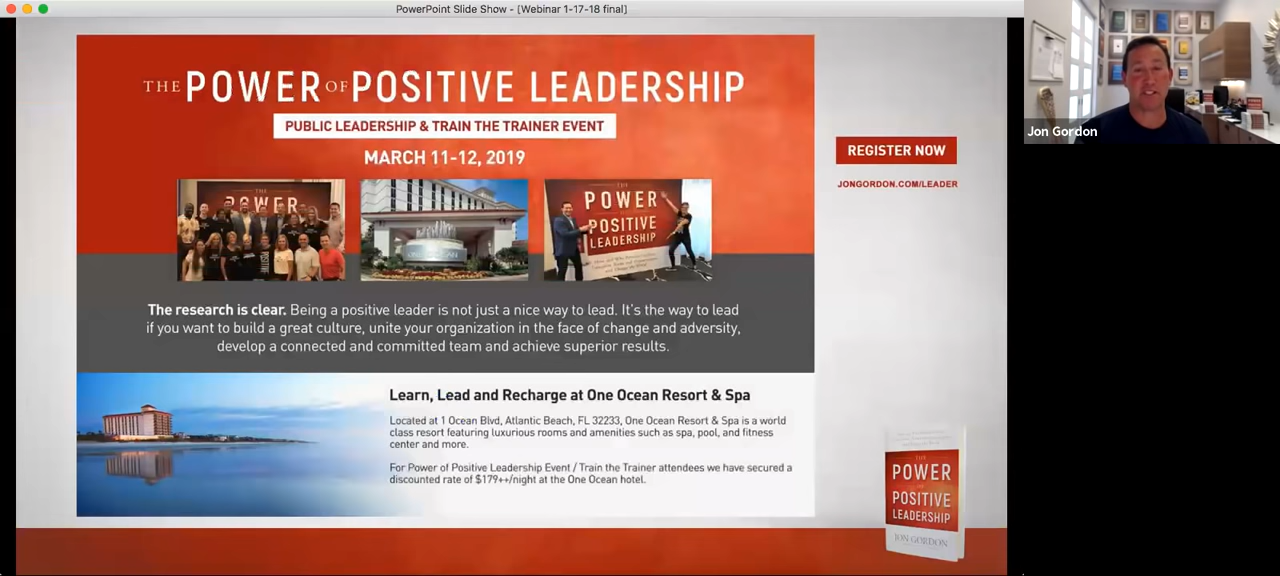 PowerPoint Slide Show - [Webinar 1-17-18 final]
THE POWER OF POSITIVE LEADERSHIP
PUBLIC LEADERSHIP & TRAIN THE TRAINER EVENT
MARCH 11-12, 2019
THE
POWER
POSITIVE
ONE OCEAN
THE
POWER
POSITIVE
LEADERSHIP
The research is clear. Being a positive leader is not just a nice way to lead. It's the way to lead
if you want to build a great culture, unite your organization in the face of change and adversity,
develop a connected and committed team and achieve superior results.
Learn, Lead and Recharge at One Ocean Resort & Spa
Located at 1 Ocean Blvd, Atlantic Beach, FL 32233, One Ocean Resort & Spa is a world
class resort featuring luxurious rooms and amenities such as spa, pool, and fitness
center and more.
For Power of Positive Leadership Event / Train the Trainer attendees we have secured a
discounted rate of $179++/night at the One Ocean hotel.
REGISTER NOW
JONGORDON.COM/LEADER
THE
POWER
OF
POSITIVE
LEADERSHIP
JON GORDON
Jon Gordon